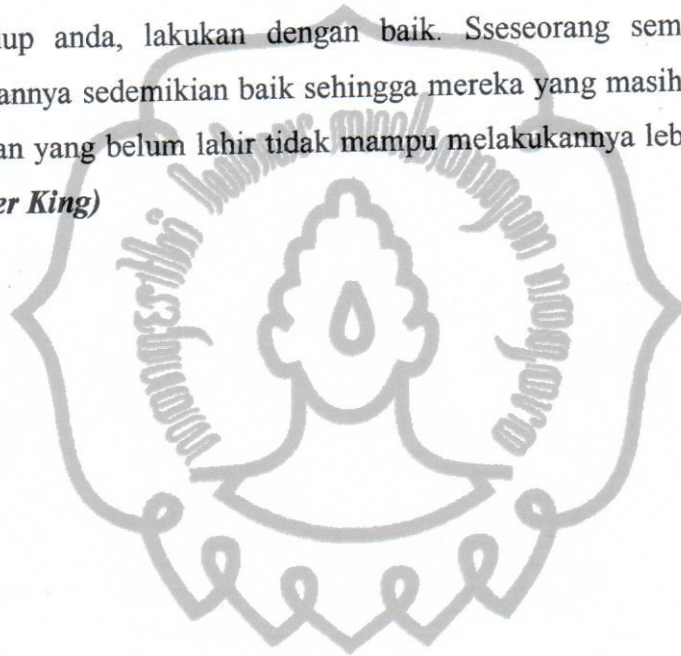 up anda, lakukan dengan baik. Sseseorang sem
annya sedemikian baik sehingga mereka yang masih
an yang belum lahir tidak mampu melakukannya leb
er King)